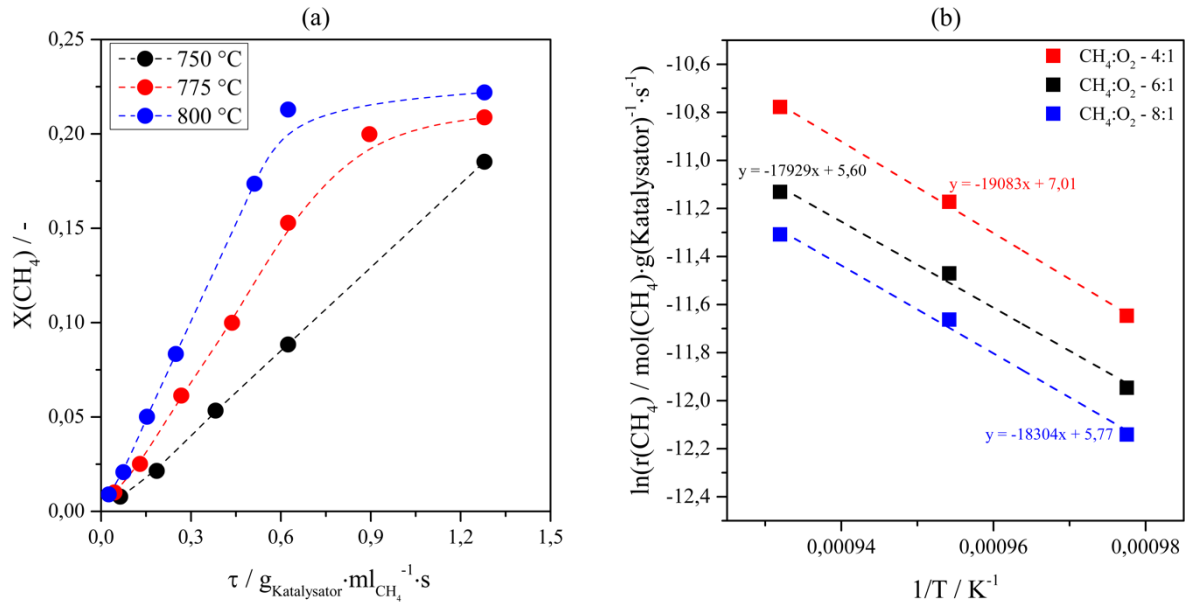 (a)
0,25
0,20
0,15
0,10
0,05
0,00
X(CH₄) / -
750 °C
775 °C
800 °C
0,0 0,3 0,6 0,9 1,2 1,5
τ / g_Katalysator·ml_CH₄⁻¹·s
(b)
-10,6
-10,8
-11,0
-11,2
-11,4
-11,6
-11,8
-12,0
-12,2
-12,4
ln(r(CH₄) / mol(CH₄)·g(Katalysator)⁻¹·s⁻¹)
CH₄:O₂ - 4:1
CH₄:O₂ - 6:1
CH₄:O₂ - 8:1
y = -17929x + 5,60
y = -19083x + 7,01
y = -18304x + 5,77
0,00094 0,00096 0,00098
1/T / K⁻¹